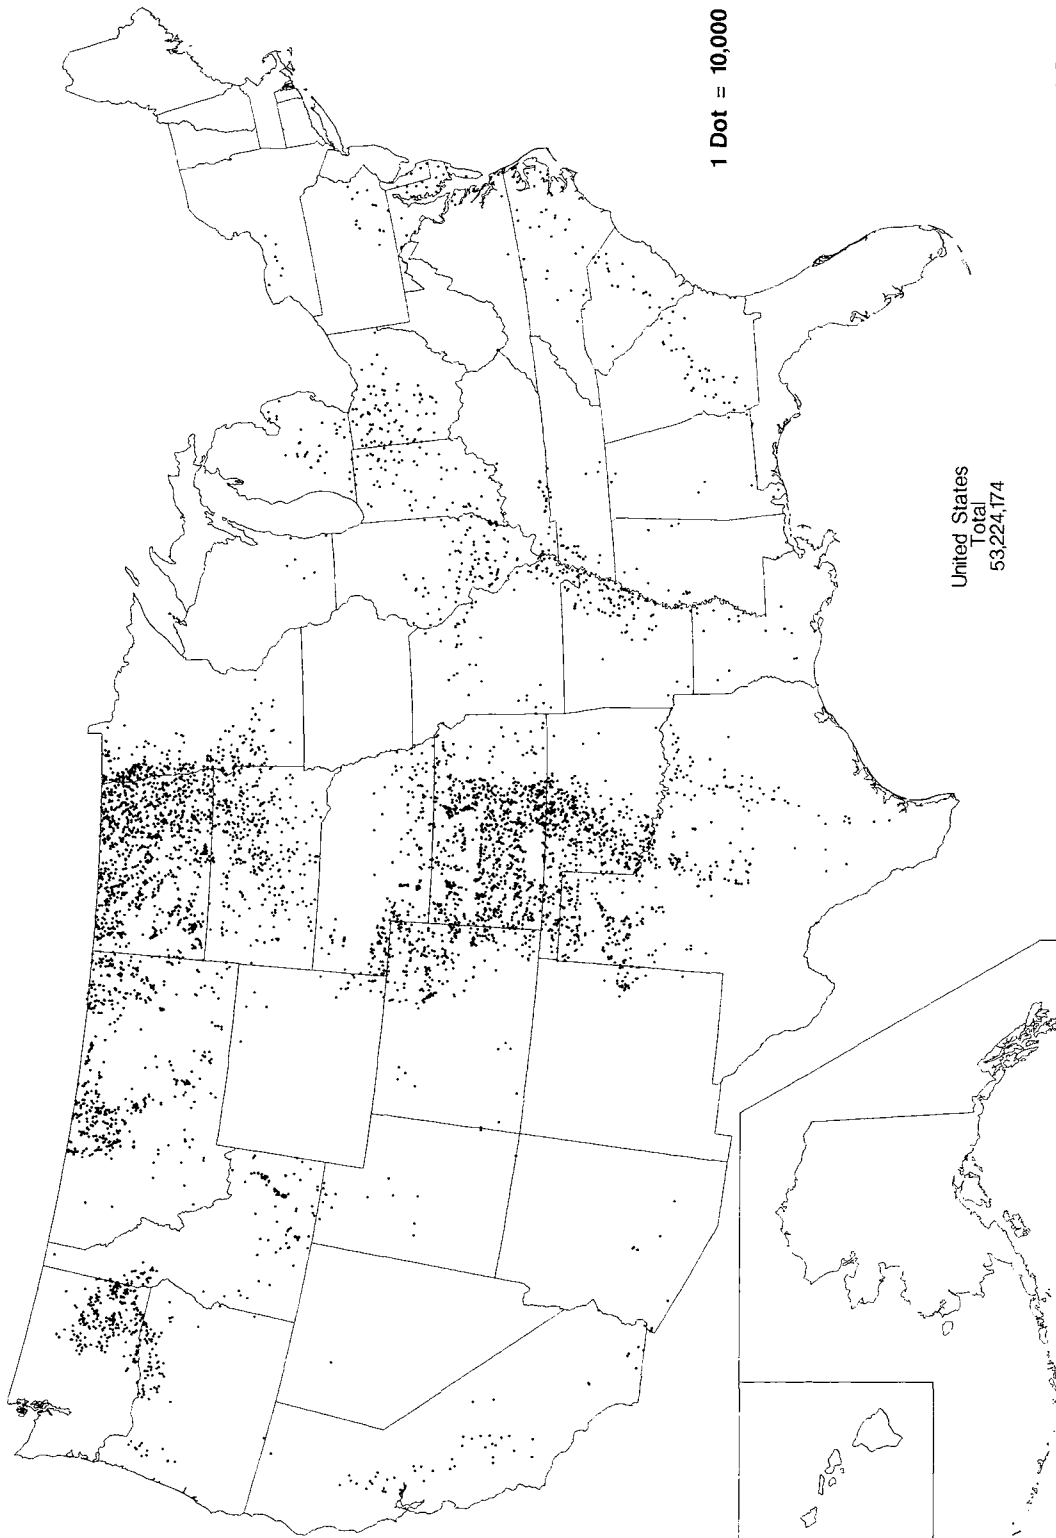 1 Dot = 10,000
United States
Total
53,224,174